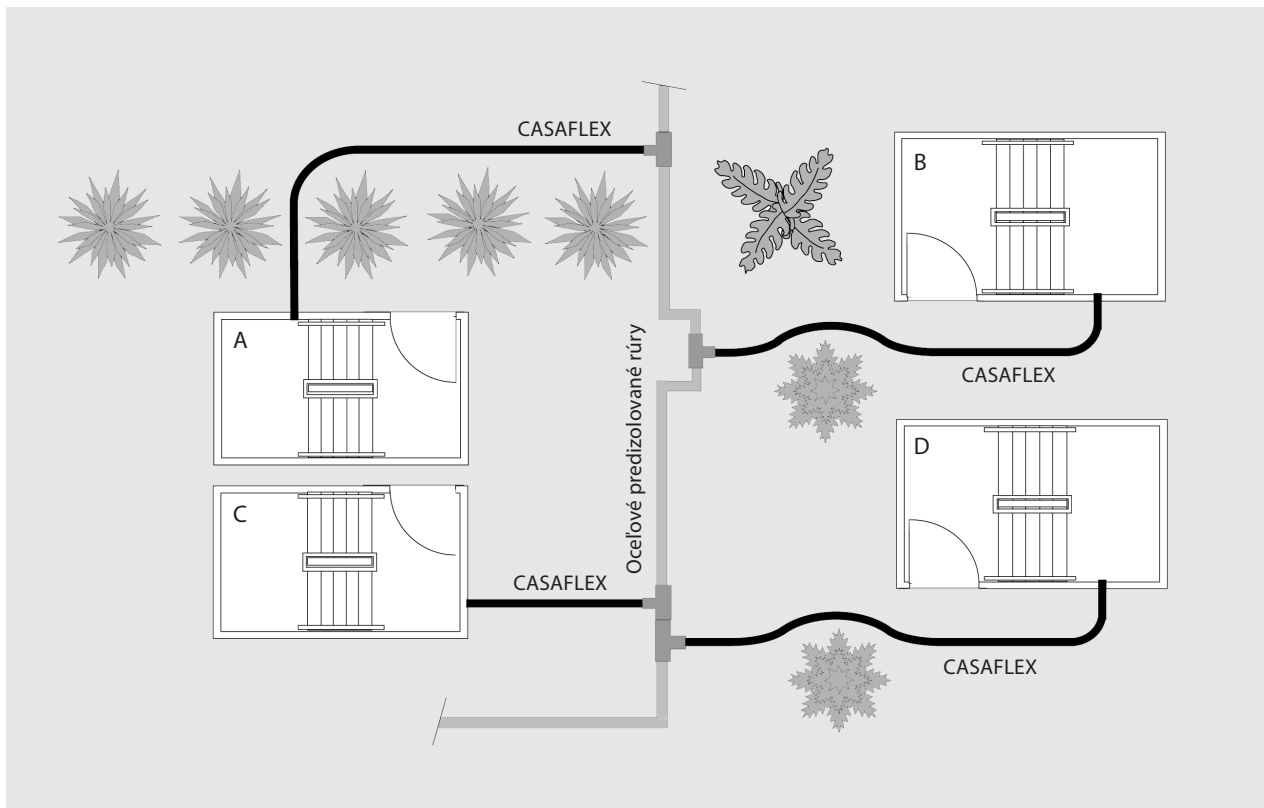 CASAFLEX
B
A
Oceľové predizolované rúry
CASAFLEX
D
C
CASAFLEX
CASAFLEX